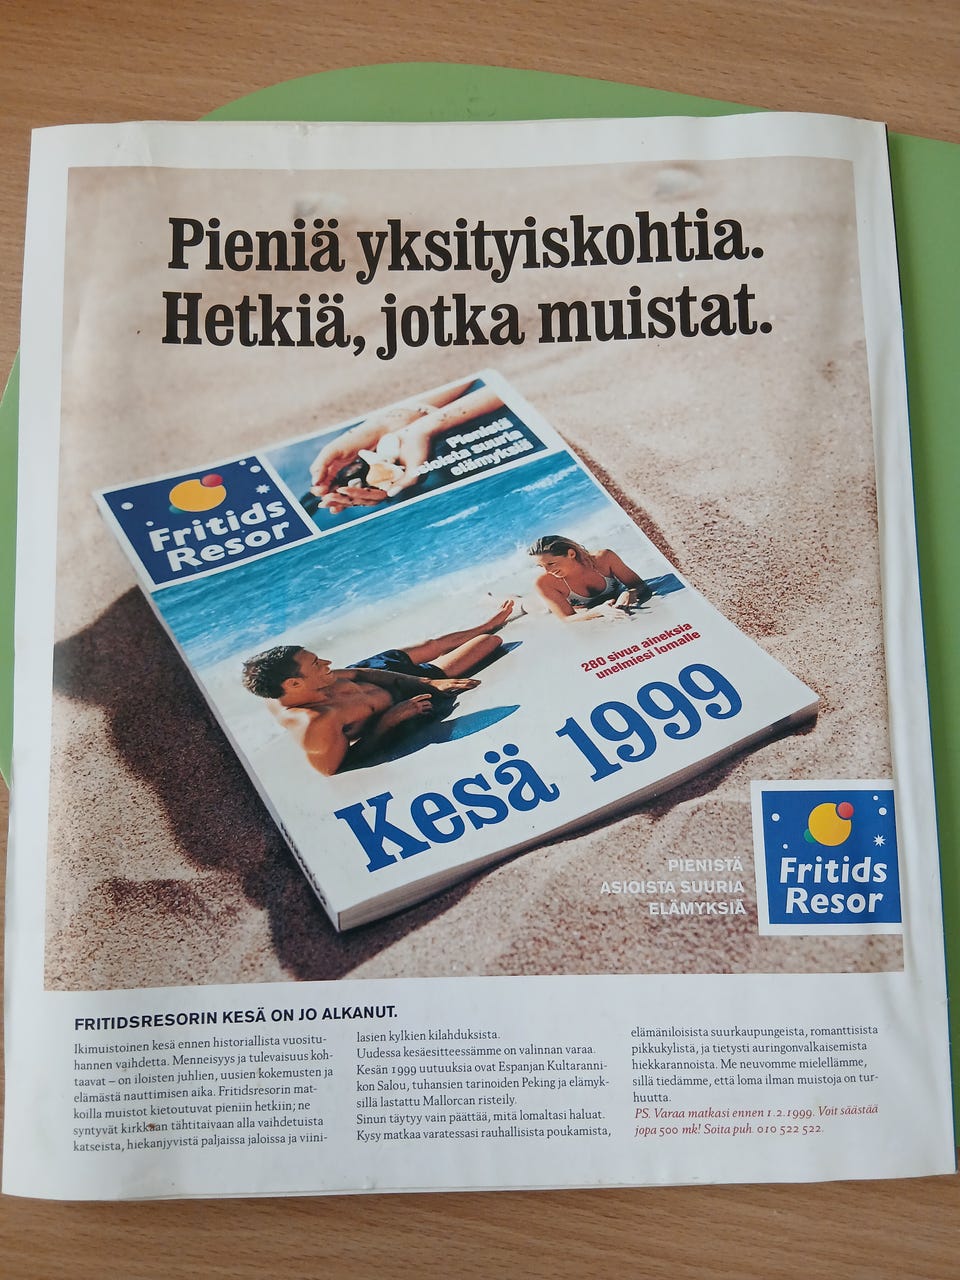 Pieniä yksityiskohtia.
Hetkiä, jotka muistat.
Fritids
Resor
Pienistä
asioista suuria
elämyksiä
280 sivua aineksia
unelmiesi lomalle
Kesä 1999
PIENISTÄ
ASIOISTA SUURIA
ELÄMYKSIÄ
Fritids
Resor
FRITIDSRESORIN KESÄ ON JO ALKANUT.
Ikimuistoinen kesä ennen historiallista vuositu-
hannen vaihdetta. Menneisyys ja tulevaisuus koh-
taavat – on iloisten juhlien, uusien kokemusten ja
elämästä nauttimisen aika. Fritidsresorin mat-
koilla muistot kietoutuvat pieniin hetkiin; ne
syntyvät kirkkaan tähtitaivaan alla vaihdetuista
katseista, hiekanjyvistä paljaissa jaloissa ja viini-
lasien kylkien kilahduksista.
Uudessa kesäesitteessämme on valinnan varaa.
Kesän 1999 uutuuksia ovat Espanjan Kultaranni-
kon Salou, tuhansien tarinoiden Peking ja elämyk-
sillä lastattu Mallorcan risteily.
Sinun täytyy vain päättää, mitä lomaltasi haluat.
Kysy matkaa varatessasi rauhallisista poukamista,
elämäniloisista suurkaupungeista, romanttisista
pikkukylistä, ja tietysti auringonvalkaisemista
hiekkarannoista. Me neuvomme mielellämme,
sillä tiedämme, että loma ilman muistoja on tur-
huutta.
PS. Varaa matkasi ennen 1.2.1999. Voit säästää
jopa 500 mk! Soita puh. 010 522 522.